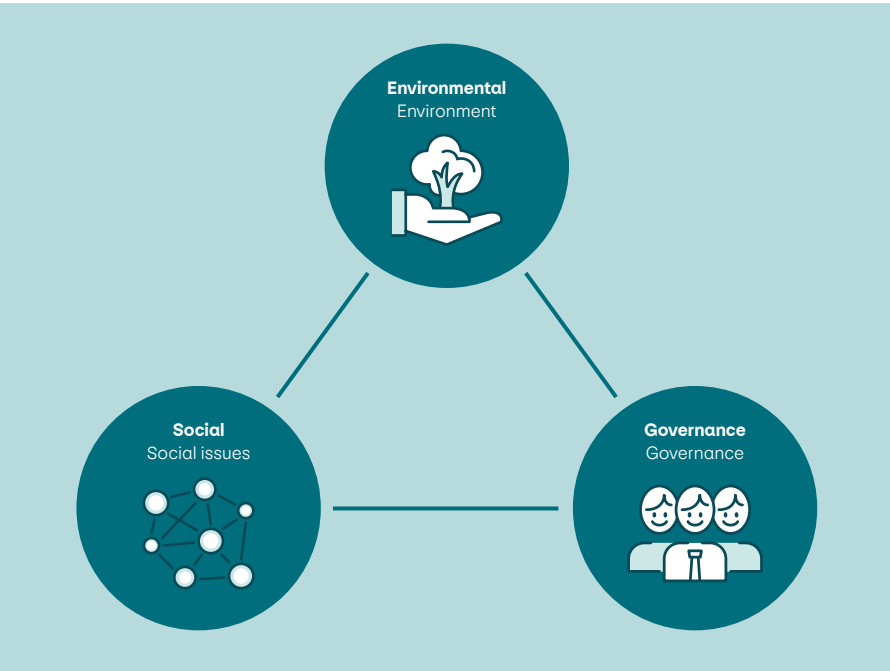 Environmental
Environment
Social
Social issues
Governance
Governance